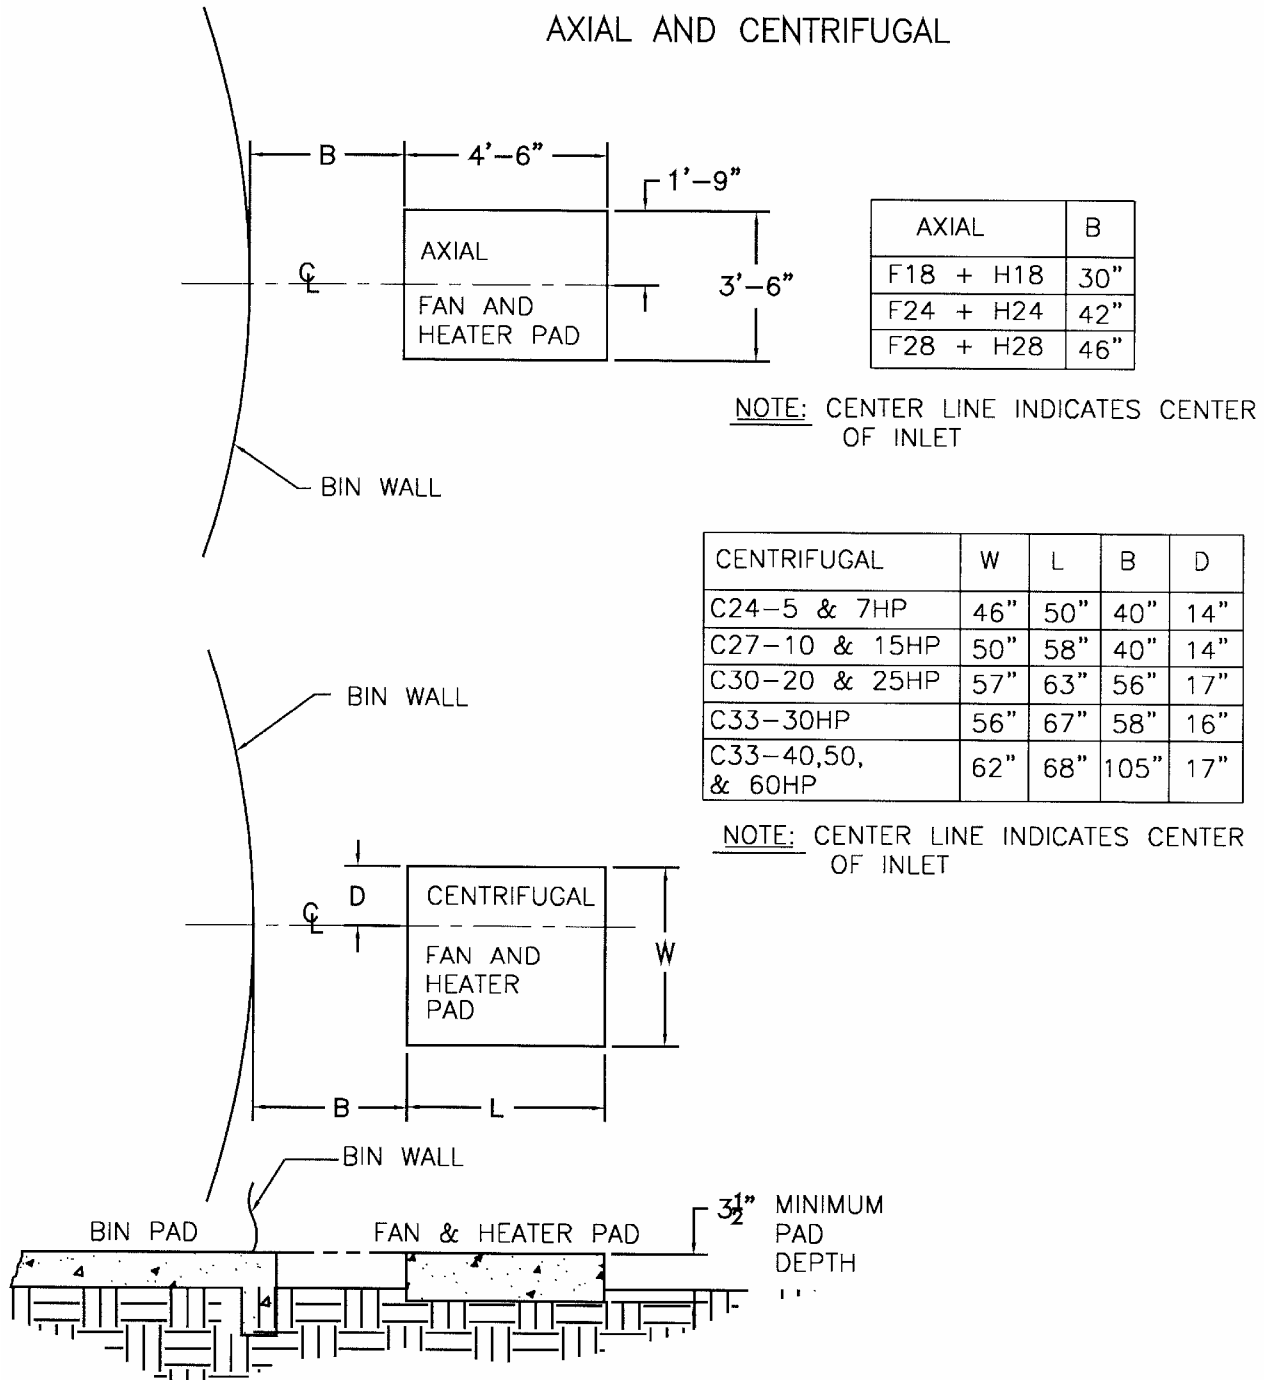 AXIAL AND CENTRIFUGAL
B
4'-6"
1'-9"
AXIAL
℄
3'-6"
FAN AND
HEATER PAD
AXIAL B
F18 + H18 30"
F24 + H24 42"
F28 + H28 46"
NOTE: CENTER LINE INDICATES CENTER
OF INLET
BIN WALL
CENTRIFUGAL W L B D
C24-5 & 7HP 46" 50" 40" 14"
C27-10 & 15HP 50" 58" 40" 14"
C30-20 & 25HP 57" 63" 56" 17"
C33-30HP 56" 67" 58" 16"
C33-40,50,
& 60HP 62" 68" 105" 17"
NOTE: CENTER LINE INDICATES CENTER
OF INLET
BIN WALL
D
CENTRIFUGAL
℄
FAN AND
HEATER
PAD
W
B
L
BIN WALL
BIN PAD
FAN & HEATER PAD
3½" MINIMUM
PAD
DEPTH